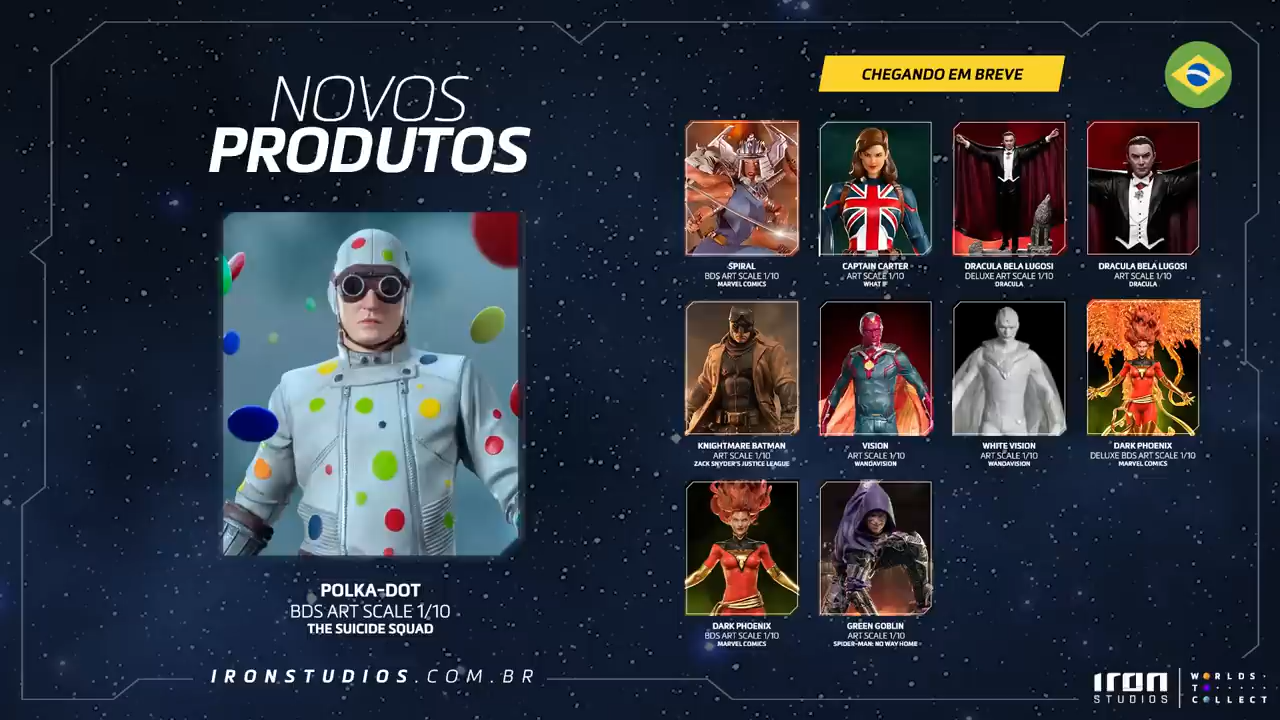 NOVOS
PRODUTOS
POLKA-DOT
BDS ART SCALE 1/10
THE SUICIDE SQUAD
IRONSTUDIOS.COM.BR
CHEGANDO EM BREVE
SPIRAL
BDS ART SCALE 1/10
MARVEL COMICS
CAPTAIN CARTER
ART SCALE 1/10
WHAT IF
DRACULA BELA LUGOSI
DELUXE ART SCALE 1/10
DRACULA
DRACULA BELA LUGOSI
ART SCALE 1/10
DRACULA
KNIGHTMARE BATMAN
ART SCALE 1/10
ZACK SNYDER'S JUSTICE LEAGUE
VISION
ART SCALE 1/10
WANDAVISION
WHITE VISION
ART SCALE 1/10
WANDAVISION
DARK PHOENIX
DELUXE BDS ART SCALE 1/10
MARVEL COMICS
DARK PHOENIX
BDS ART SCALE 1/10
MARVEL COMICS
GREEN GOBLIN
ART SCALE 1/10
SPIDER-MAN: NO WAY HOME
IRON
STUDIOS
WORLDS
TO
COLLECT